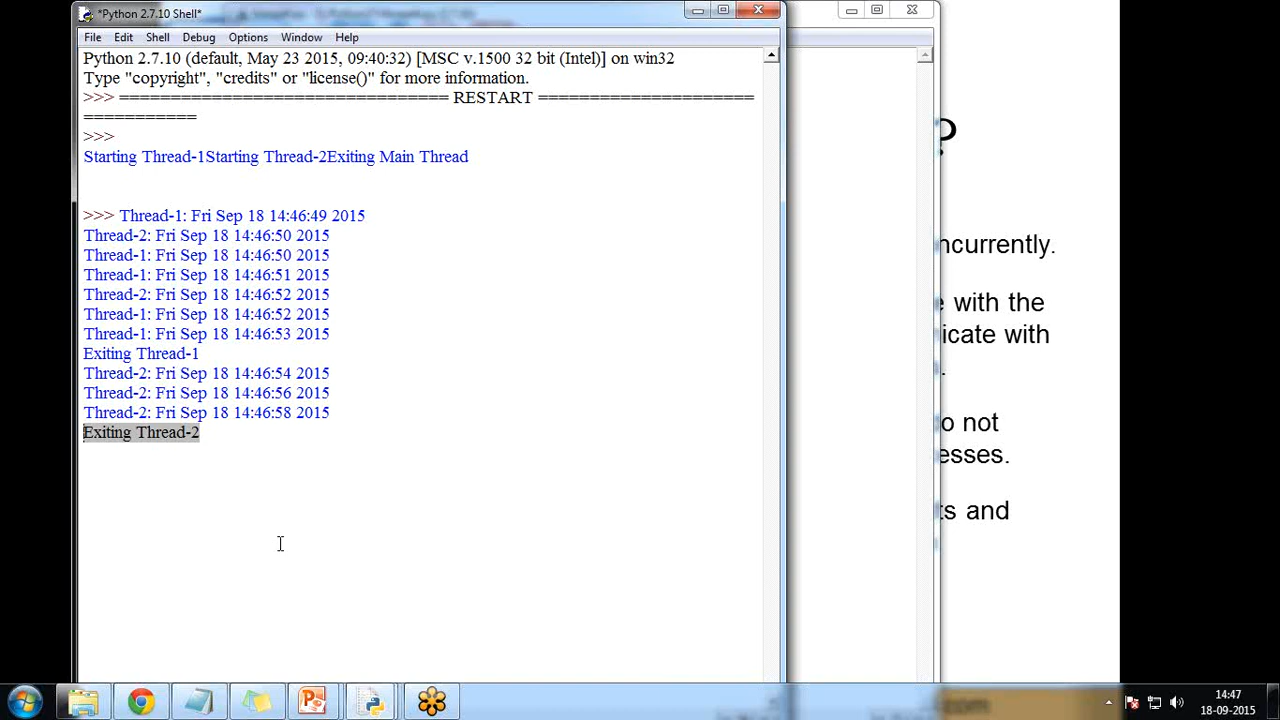 *Python 2.7.10 Shell*
File Edit Shell Debug Options Window Help
Python 2.7.10 (default, May 23 2015, 09:40:32) [MSC v.1500 32 bit (Intel)] on win32
Type "copyright", "credits" or "license()" for more information.
>>> ================================ RESTART =====================
===========
>>>
Starting Thread-1Starting Thread-2Exiting Main Thread
>>> Thread-1: Fri Sep 18 14:46:49 2015
Thread-2: Fri Sep 18 14:46:50 2015
Thread-1: Fri Sep 18 14:46:50 2015
Thread-1: Fri Sep 18 14:46:51 2015
Thread-2: Fri Sep 18 14:46:52 2015
Thread-1: Fri Sep 18 14:46:52 2015
Thread-1: Fri Sep 18 14:46:53 2015
Exiting Thread-1
Thread-2: Fri Sep 18 14:46:54 2015
Thread-2: Fri Sep 18 14:46:56 2015
Thread-2: Fri Sep 18 14:46:58 2015
Exiting Thread-2
?
ncurrently.
e with the
icate with
.
o not
esses.
ts and
14:47
18-09-2015